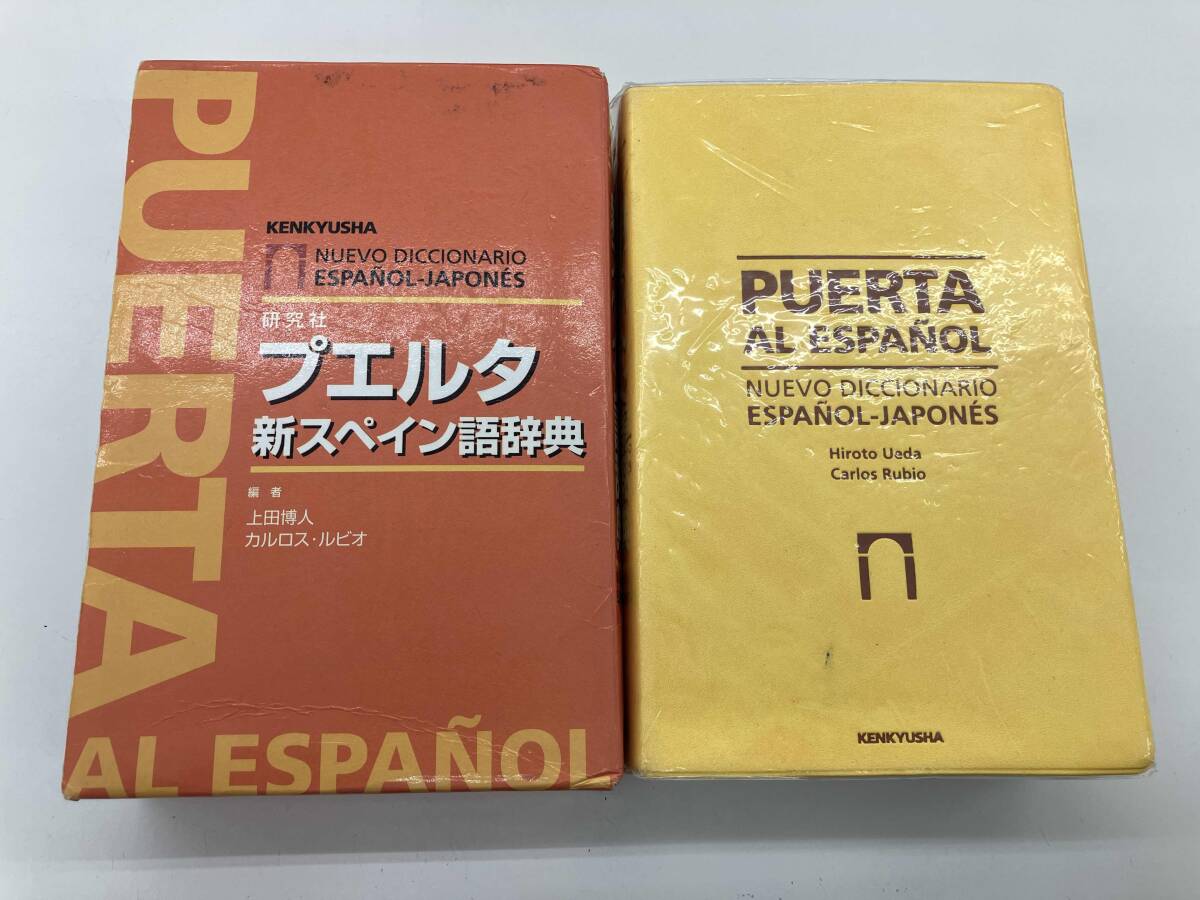 PUERTA
AL ESPAÑOL
KENKYUSHA
NUEVO DICCIONARIO
ESPAÑOL-JAPONÉS
研究社
プエルタ
新スペイン語辞典
編者
上田博人
カルロス・ルビオ
PUERTA
AL ESPAÑOL
NUEVO DICCIONARIO
ESPAÑOL-JAPONÉS
Hiroto Ueda
Carlos Rubio
KENKYUSHA